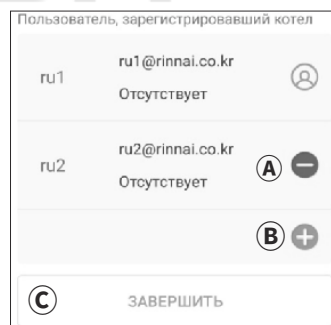 Пользователь, зарегистрировавший котел
ru1
ru1@rinnai.co.kr
Отсутствует
ru2
ru2@rinnai.co.kr
Отсутствует
A
B
C
ЗАВЕРШИТЬ